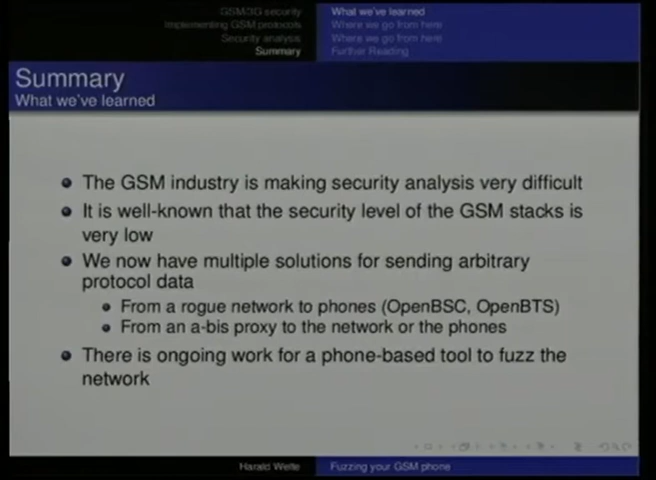 GSM/3G security
Implementing GSM protocols
Security analysis
Summary
What we've learned
Where we go from here
Where we go from here
Further Reading
Summary
What we've learned
The GSM industry is making security analysis very difficult
It is well-known that the security level of the GSM stacks is
very low
We now have multiple solutions for sending arbitrary
protocol data
From a rogue network to phones (OpenBSC, OpenBTS)
From an a-bis proxy to the network or the phones
There is ongoing work for a phone-based tool to fuzz the
network
Harald Welte
Fuzzing your GSM phone